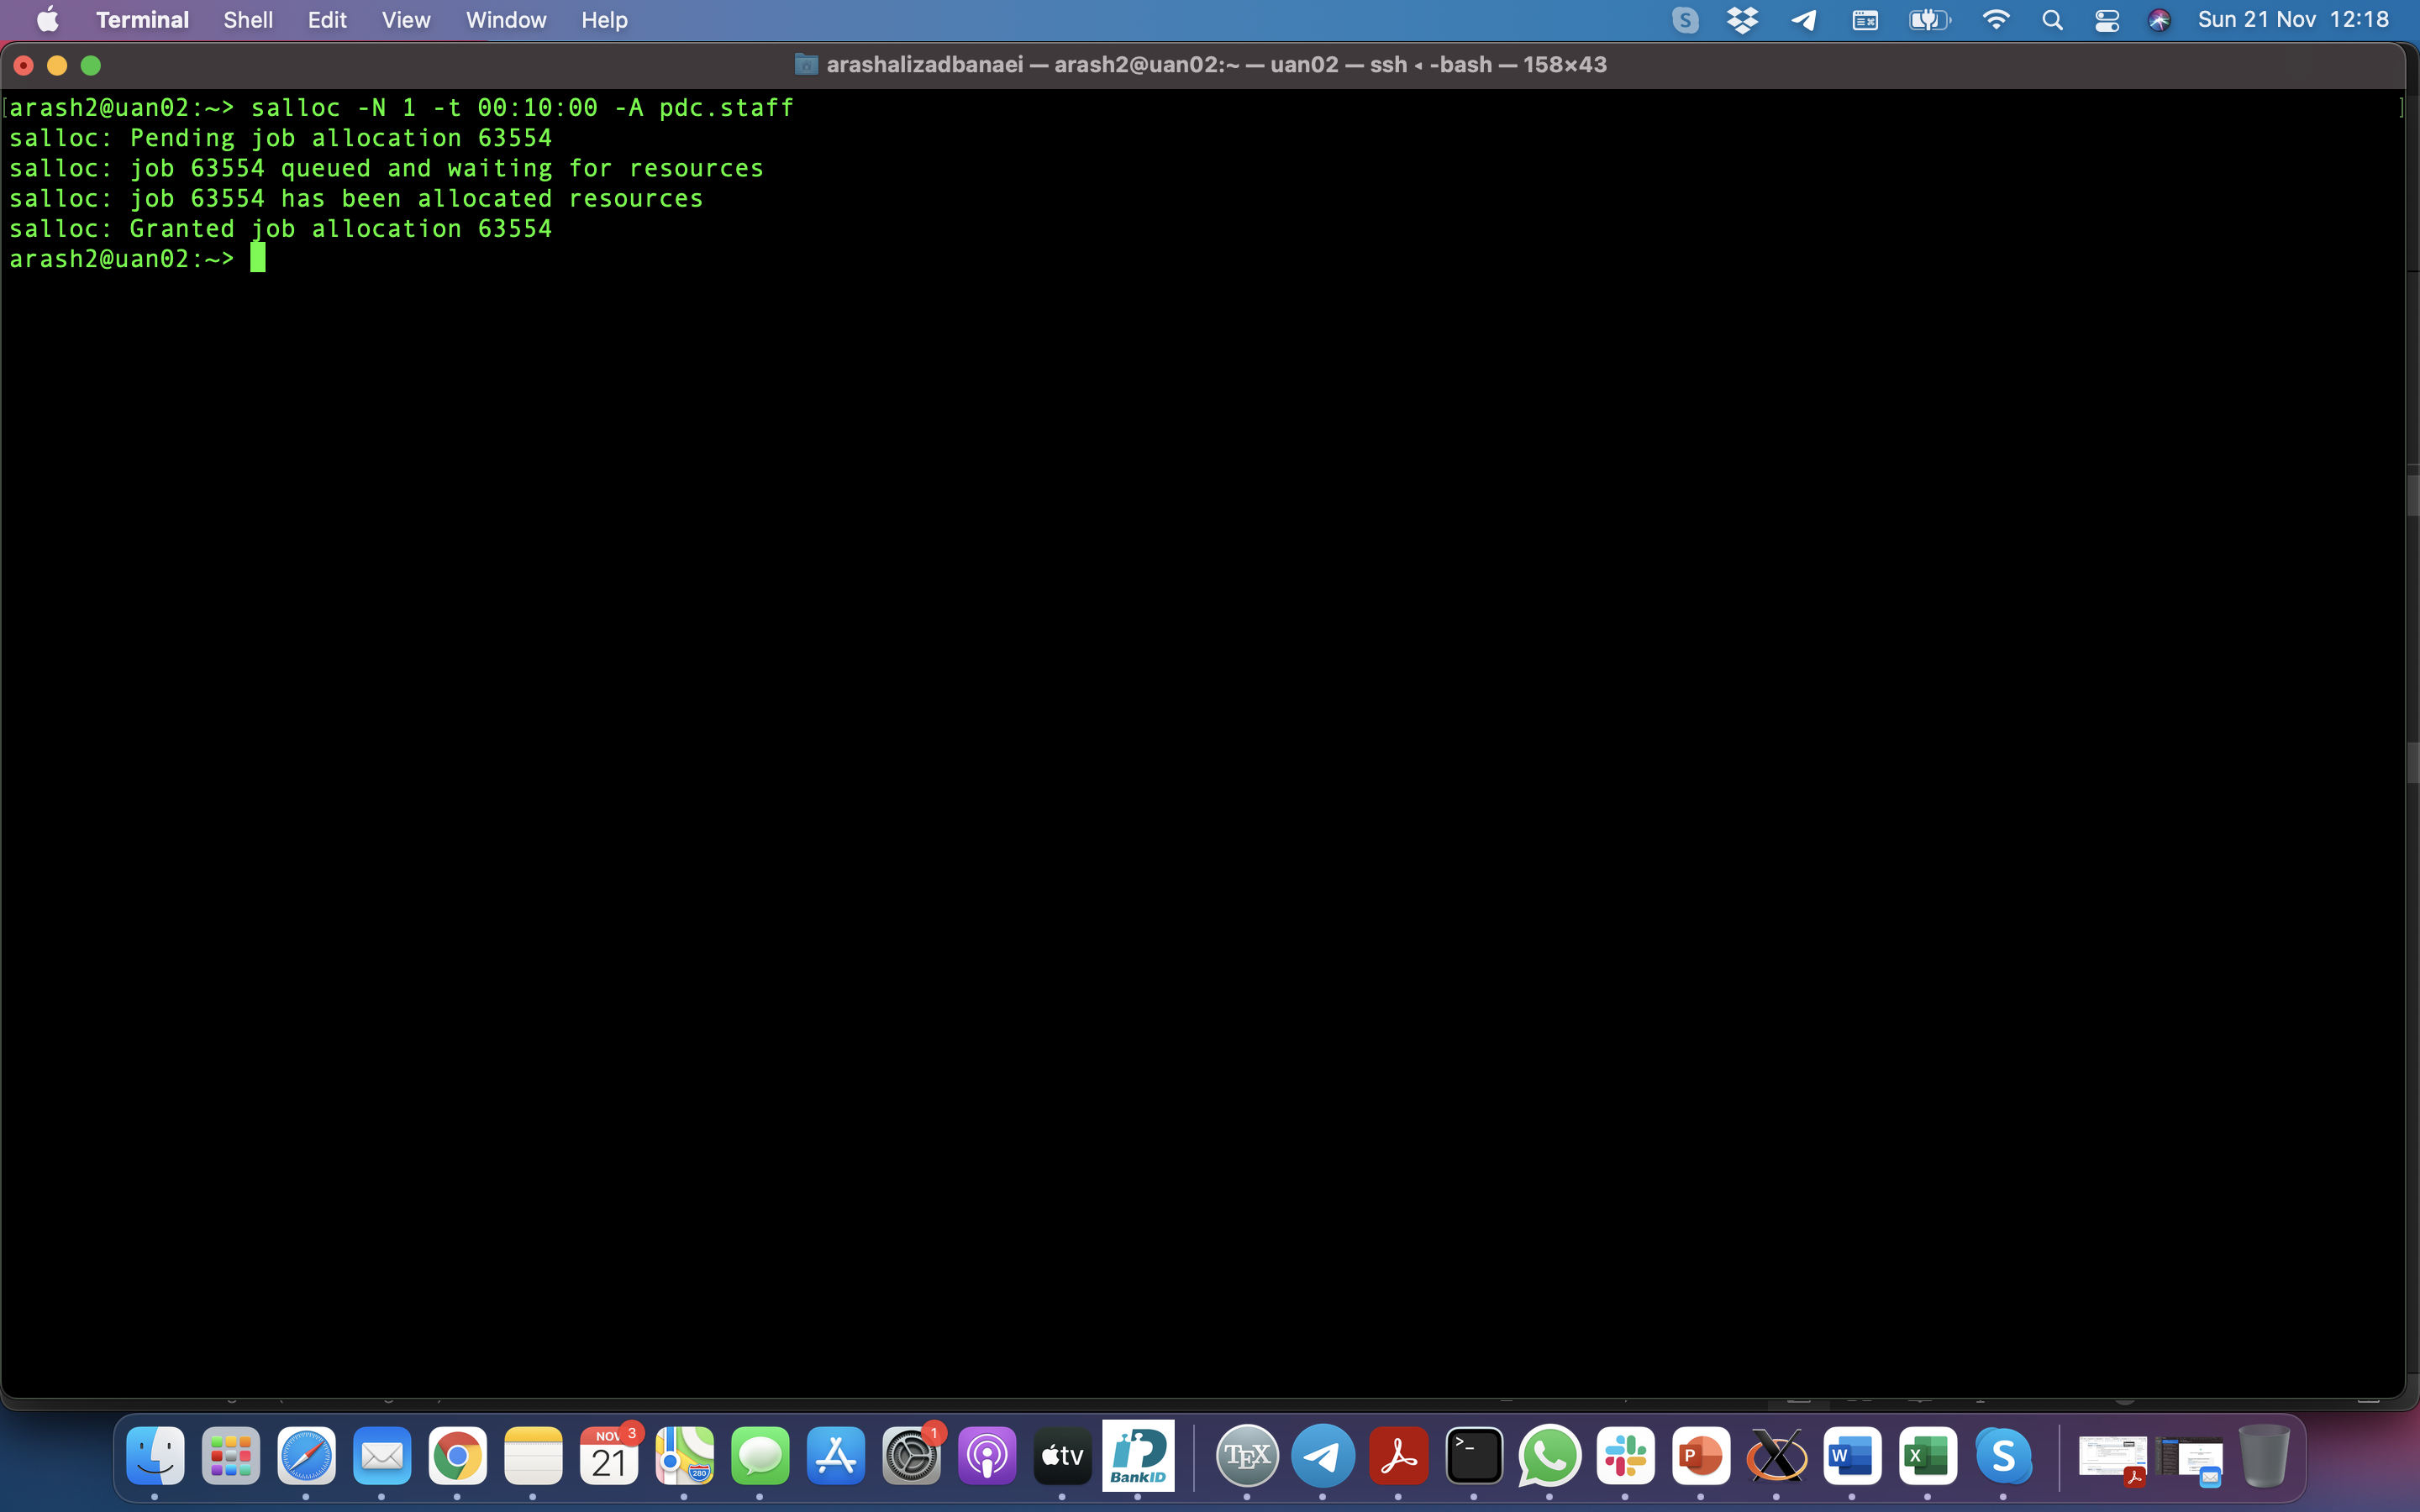 Terminal Shell Edit View Window Help Sun 21 Nov 12:18
arashalizadbanaei — arash2@uan02:~ — uan02 — ssh ◂ -bash — 158×43
[arash2@uan02:~> salloc -N 1 -t 00:10:00 -A pdc.staff ]
salloc: Pending job allocation 63554
salloc: job 63554 queued and waiting for resources
salloc: job 63554 has been allocated resources
salloc: Granted job allocation 63554
arash2@uan02:~>
NOV 3
21
280
1
tv
iD
BankID
TEX
>_
P
X
W
X
S